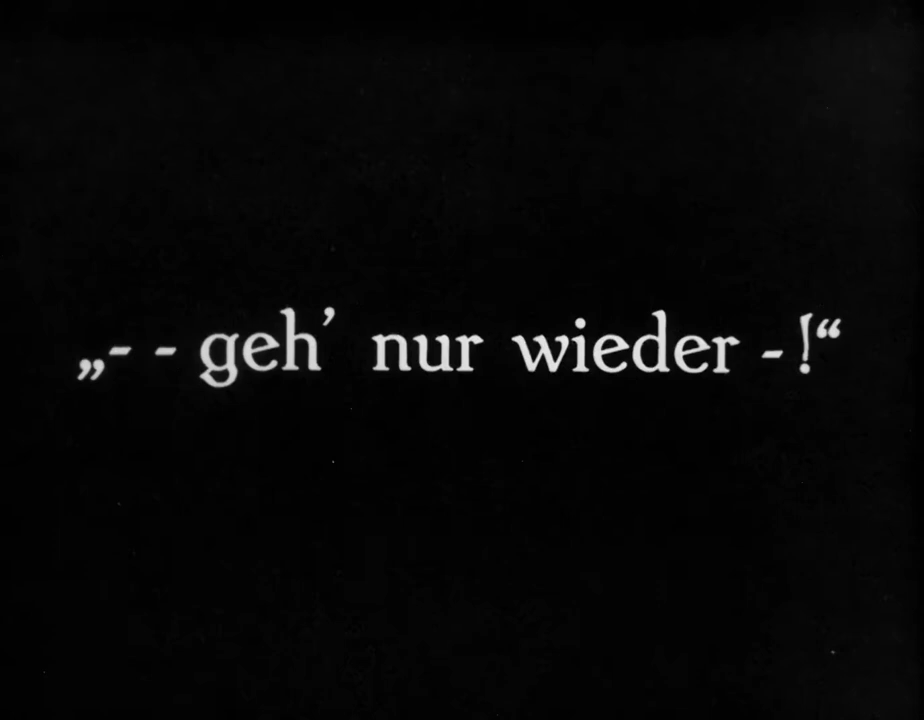 „- - geh’ nur wieder -!“